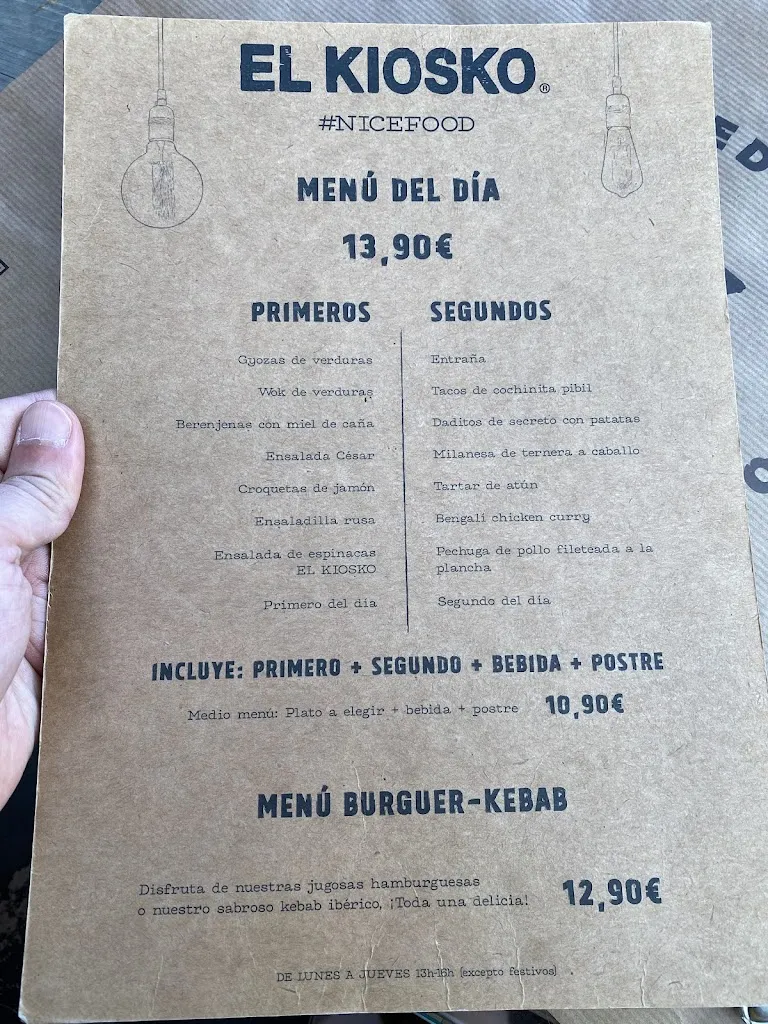 EL KIOSKO®
#NICEFOOD
MENÚ DEL DÍA
13,90€
PRIMEROS
Gyozas de verduras
Wok de verduras
Berenjenas con miel de caña
Ensalada César
Croquetas de jamón
Ensaladilla rusa
Ensalada de espinacas
EL KIOSKO
Primero del día
SEGUNDOS
Entraña
Tacos de cochinita pibil
Daditos de secreto con patatas
Milanesa de ternera a caballo
Tartar de atún
Bengali chicken curry
Pechuga de pollo fileteada a la
plancha
Segundo del día
INCLUYE: PRIMERO + SEGUNDO + BEBIDA + POSTRE
Medio menú: Plato a elegir + bebida + postre 10,90€
MENÚ BURGUER-KEBAB
Disfruta de nuestras jugosas hamburguesas
o nuestro sabroso kebab ibérico, ¡Toda una delicia! 12,90€
DE LUNES A JUEVES 13h-16h (excepto festivos)